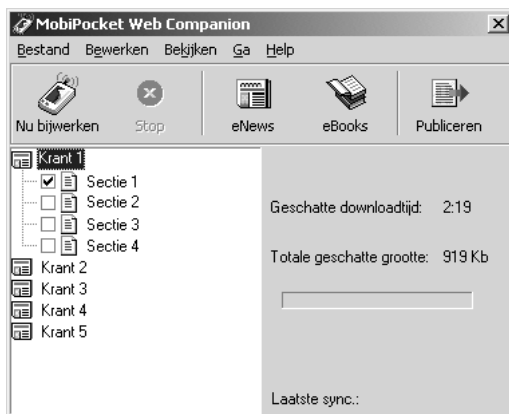 MobiPocket Web Companion
Bestand Bewerken Bekijken Ga Help
Nu bijwerken Stop eNews eBooks Publiceren
Krant 1
Sectie 1
Sectie 2
Sectie 3
Sectie 4
Krant 2
Krant 3
Krant 4
Krant 5
Geschatte downloadtijd: 2:19
Totale geschatte grootte: 919 Kb
Laatste sync.: